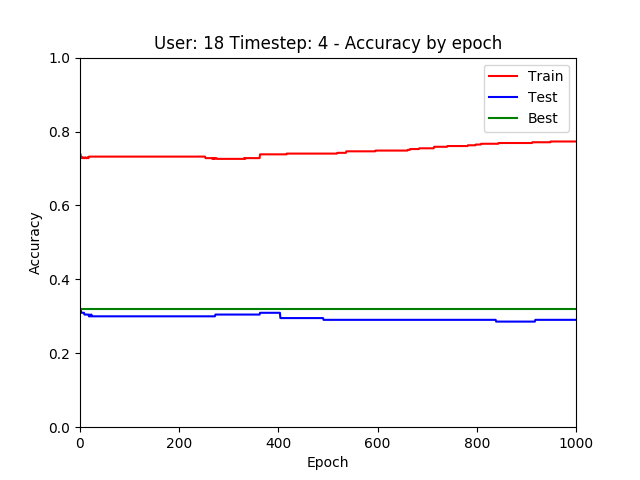 User: 18 Timestep: 4 - Accuracy by epoch
1.0
0.8
0.6
0.4
0.2
0.0
Accuracy
Train
Test
Best
0 200 400 600 800 1000
Epoch